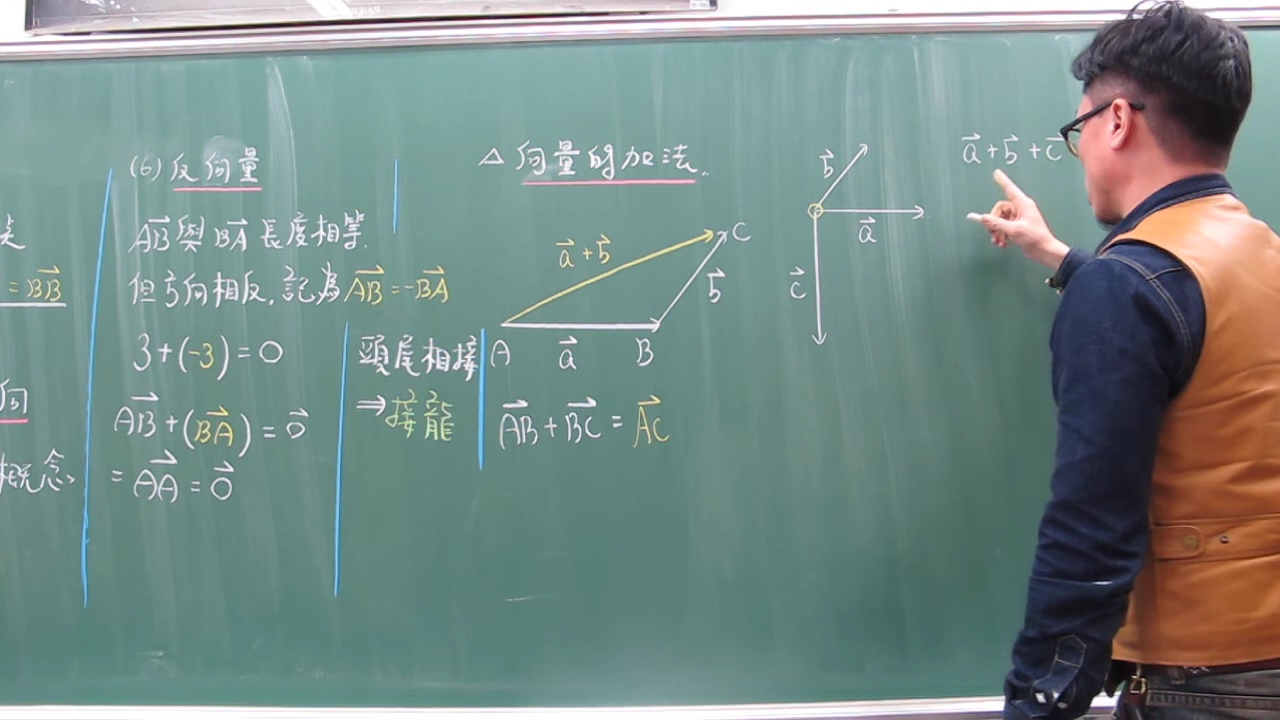 = B⃗B⃗
向
概念、
(6) 反向量
A⃗B⃗ 與 B⃗A⃗ 長度相等.
但方向相反, 記為 A⃗B⃗ = -B⃗A⃗
3+(-3)=0
A⃗B⃗+(B⃗A⃗)=0⃗
= A⃗A⃗ = 0⃗
頭尾相接
⇒接龍
△ 向量的加法.
a⃗+b⃗
C
b⃗
A a⃗ B
A⃗B⃗+B⃗C⃗ = A⃗C⃗
b⃗
a⃗
c⃗
a⃗+b⃗+c⃗